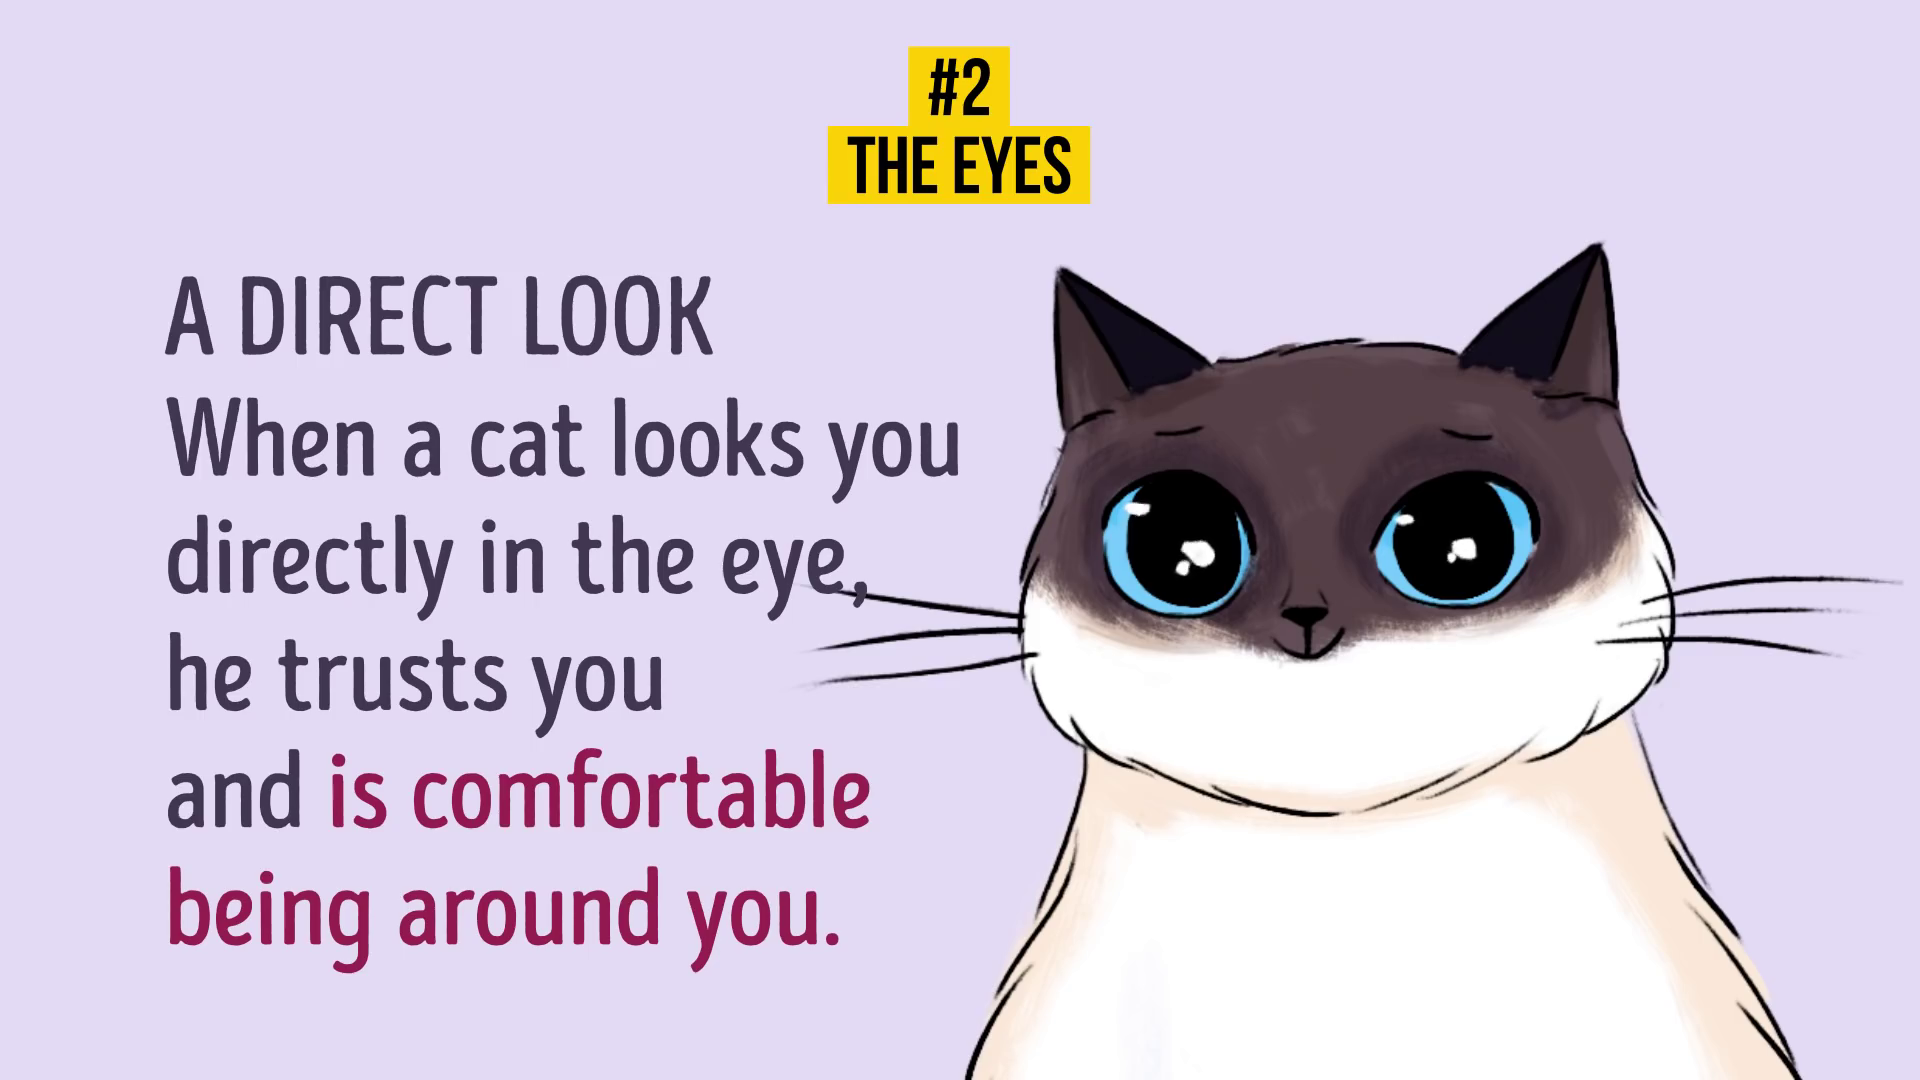 #2
THE EYES
A DIRECT LOOK
When a cat looks you
directly in the eye,
he trusts you
and is comfortable
being around you.